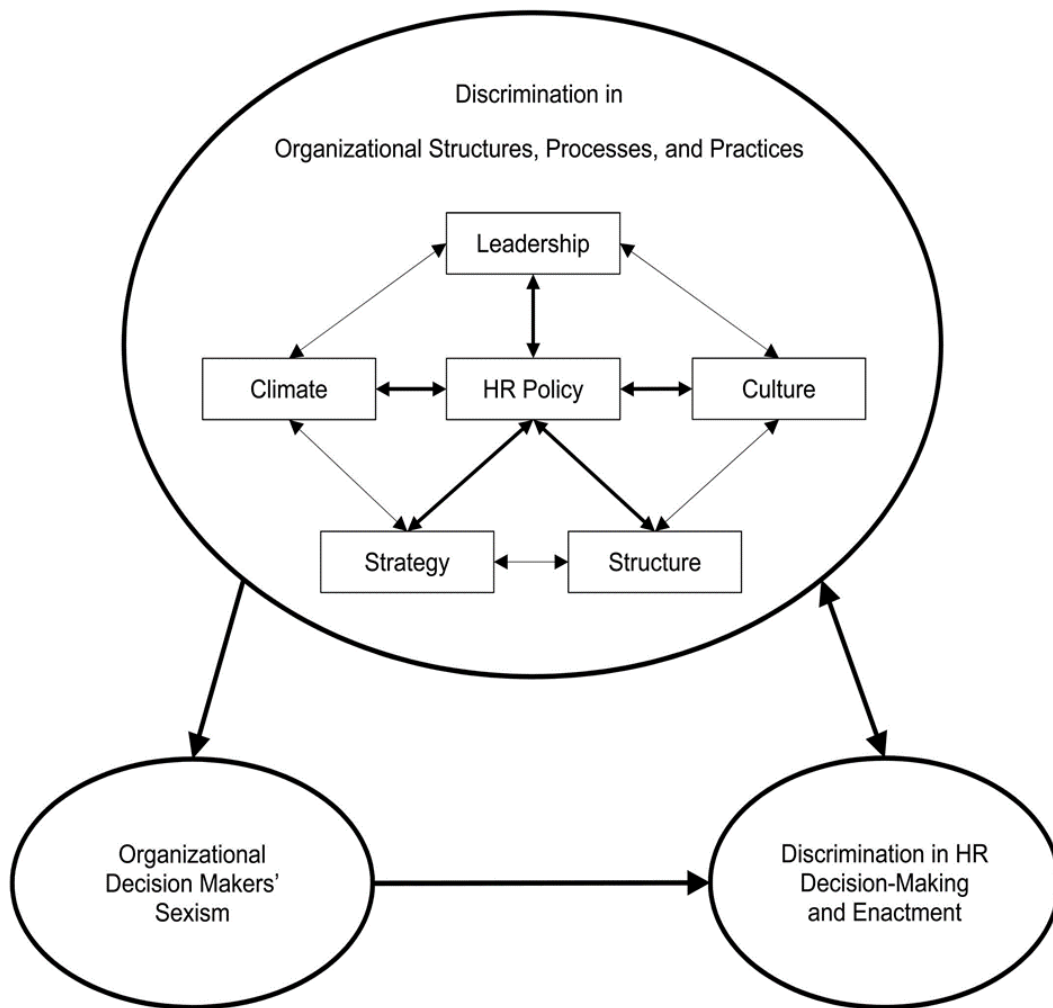 Discrimination in
Organizational Structures, Processes, and Practices
Leadership
Climate
HR Policy
Culture
Strategy
Structure
Organizational
Decision Makers’
Sexism
Discrimination in HR
Decision-Making
and Enactment